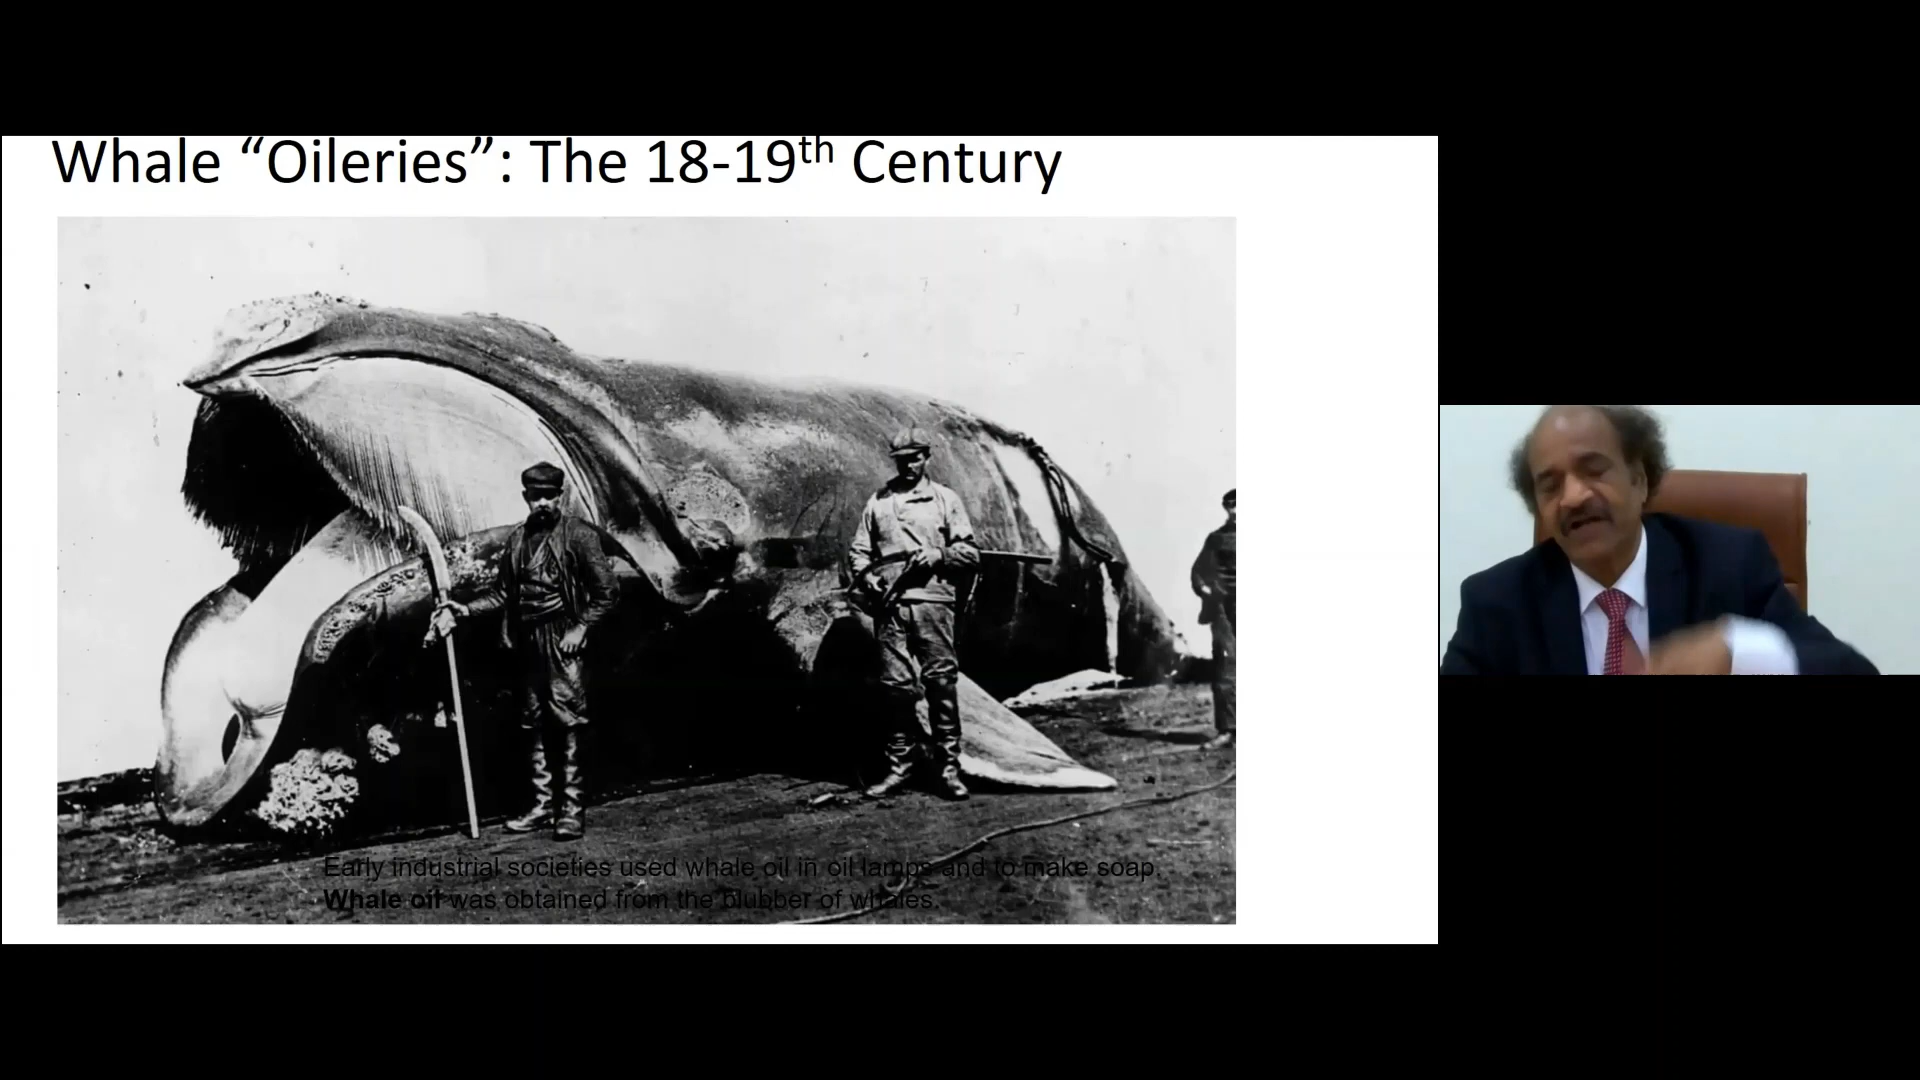 Whale “Oileries”: The 18-19th Century
Early industrial societies used whale oil in oil lamps and to make soap.
Whale oil was obtained from the blubber of whales.